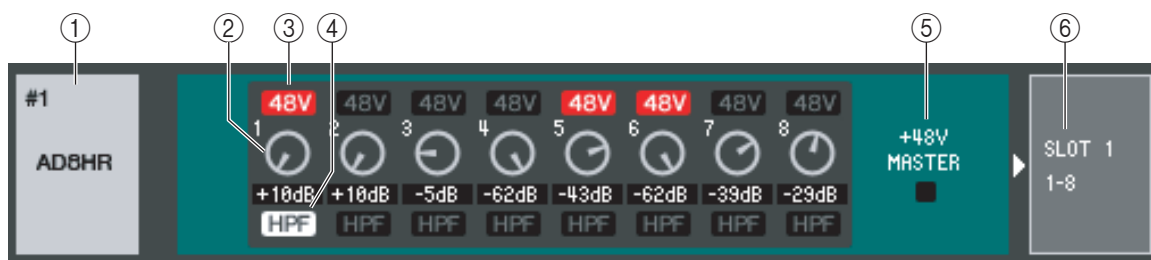 ① ② ③ ④ ⑤ ⑥
#1
AD8HR
48V 48V 48V 48V 48V 48V 48V 48V
1 2 3 4 5 6 7 8
+10dB +10dB -5dB -62dB -43dB -62dB -39dB -29dB
HPF HPF HPF HPF HPF HPF HPF HPF
+48V
MASTER
SLOT 1
1-8